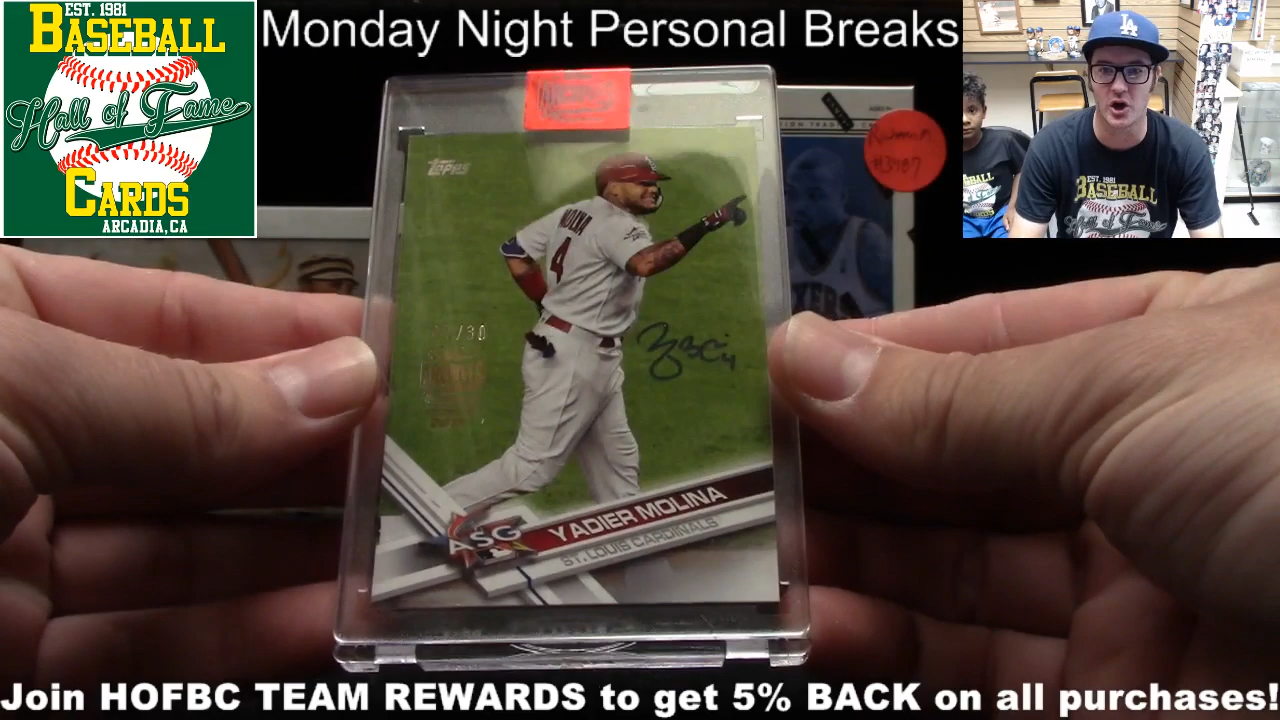 EST. 1981
BASEBALL
Hall of Fame
CARDS
ARCADIA, CA
Monday Night Personal Breaks
Topps
MOLINA
4
/30
ASG
YADIER MOLINA
ST. LOUIS CARDINALS
#3987
EST. 1981
BASEBALL
Hall of Fame
LA
Join HOFBC TEAM REWARDS to get 5% BACK on all purchases!